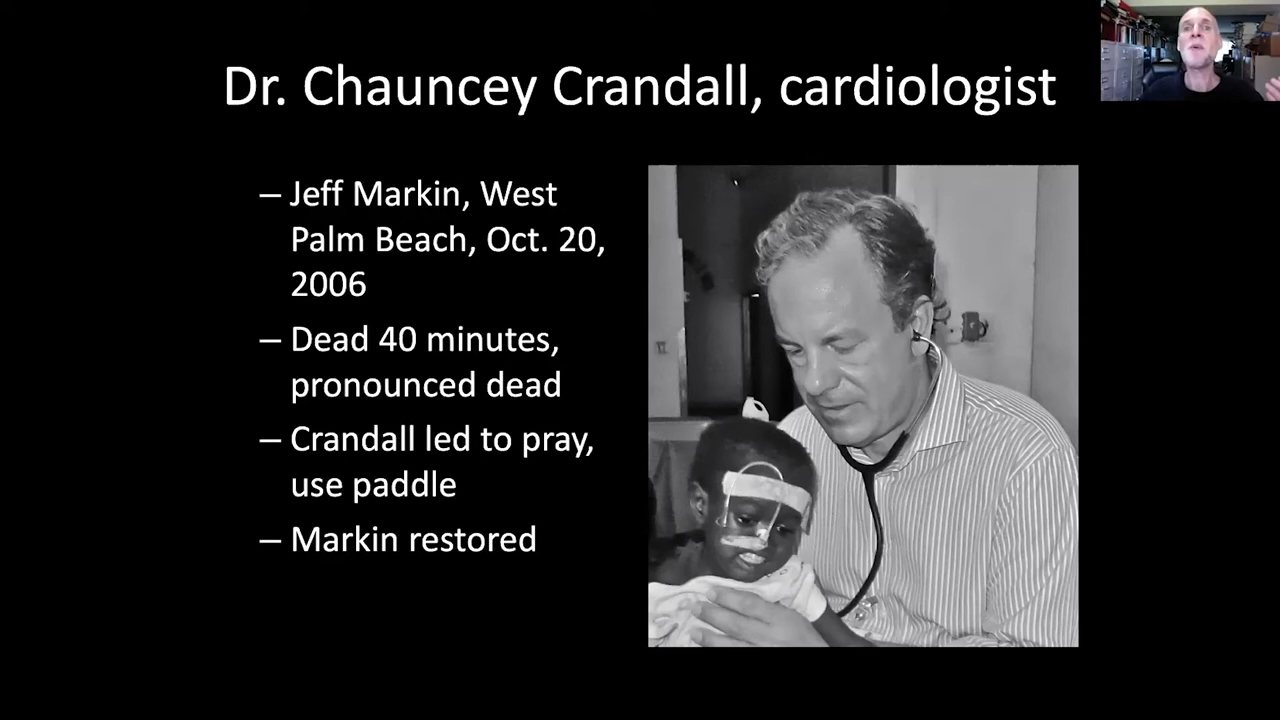 Dr. Chauncey Crandall, cardiologist
– Jeff Markin, West
Palm Beach, Oct. 20,
2006
– Dead 40 minutes,
pronounced dead
– Crandall led to pray,
use paddle
– Markin restored